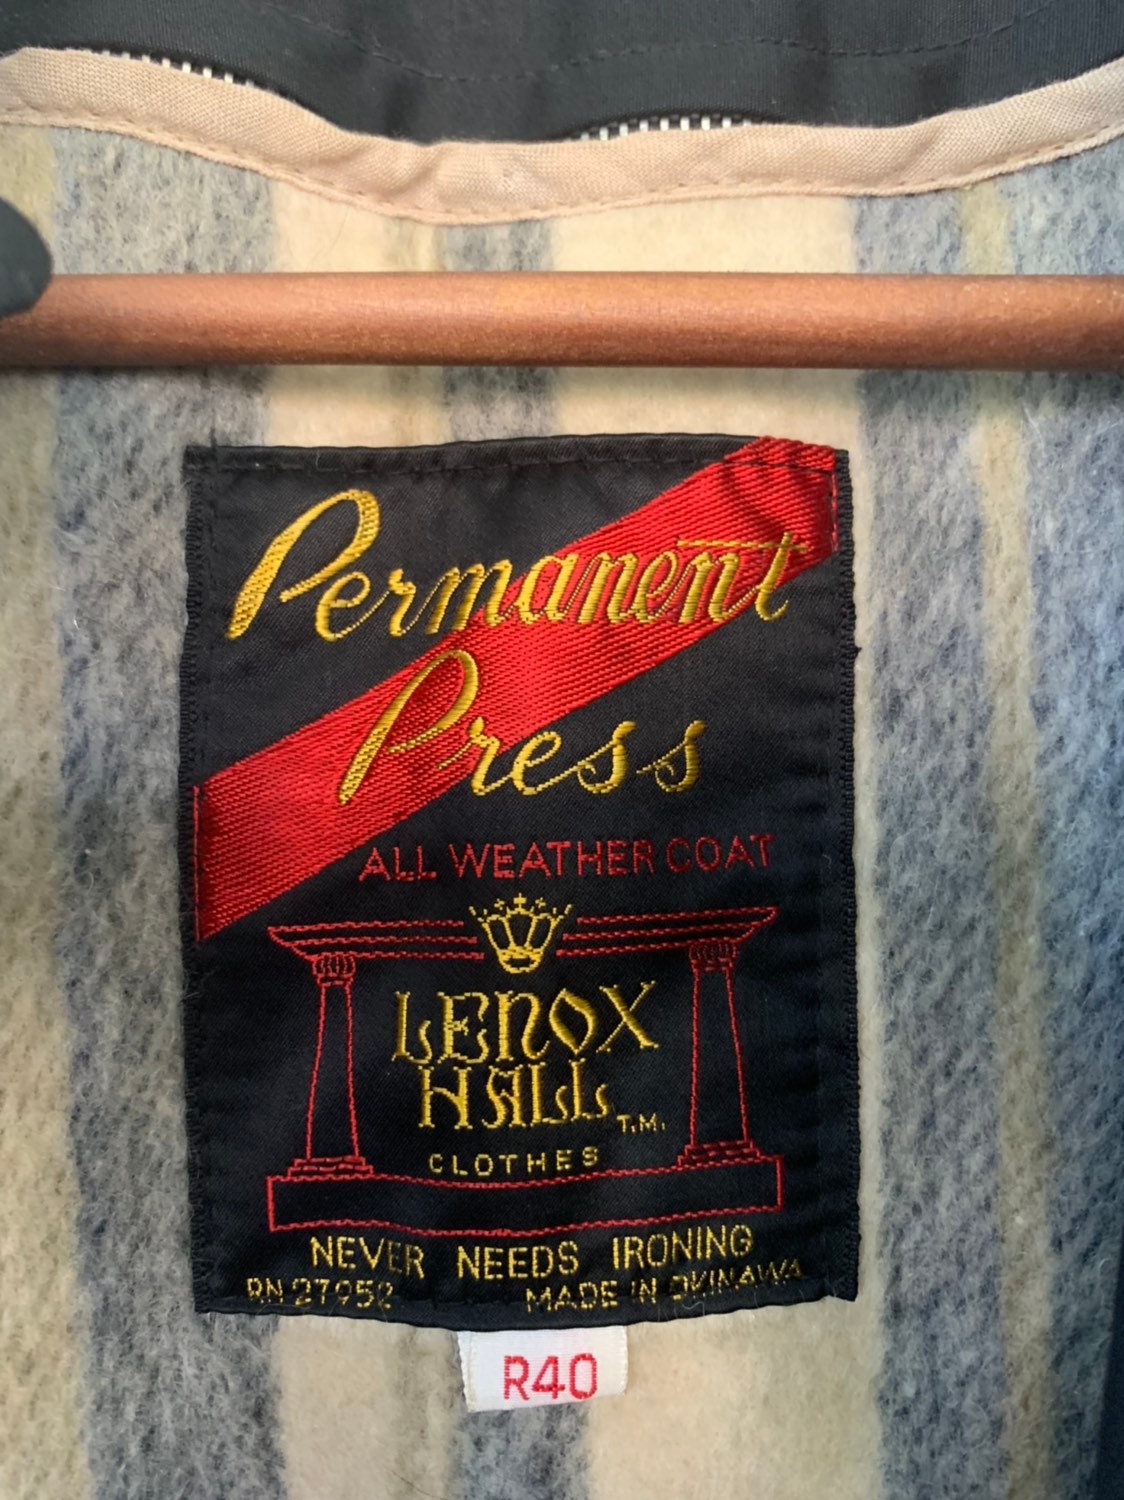 Permanent
Press
ALL WEATHER COAT
LENOX
HALL T.M.
CLOTHES
NEVER NEEDS IRONING
RN 27952 MADE IN OKINAWA
R40